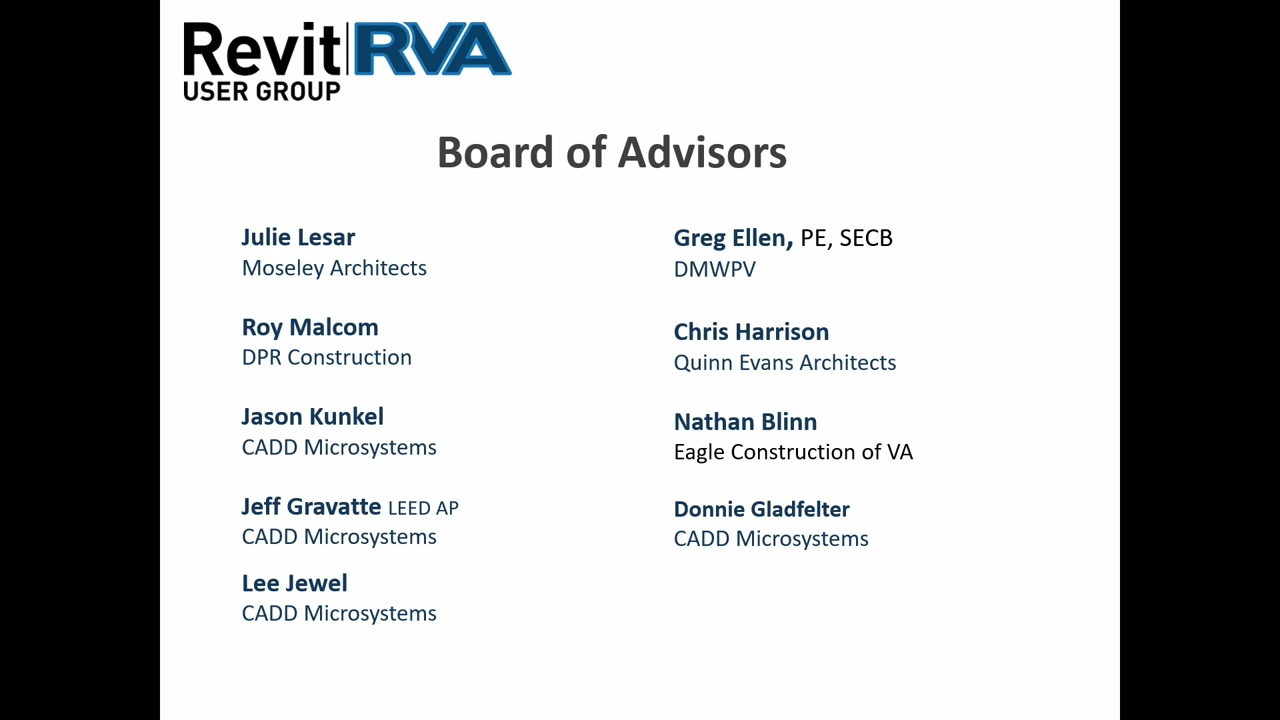 Revit RVA
USER GROUP
Board of Advisors
Julie Lesar
Moseley Architects
Roy Malcom
DPR Construction
Jason Kunkel
CADD Microsystems
Jeff Gravatte LEED AP
CADD Microsystems
Lee Jewel
CADD Microsystems
Greg Ellen, PE, SECB
DMWPV
Chris Harrison
Quinn Evans Architects
Nathan Blinn
Eagle Construction of VA
Donnie Gladfelter
CADD Microsystems